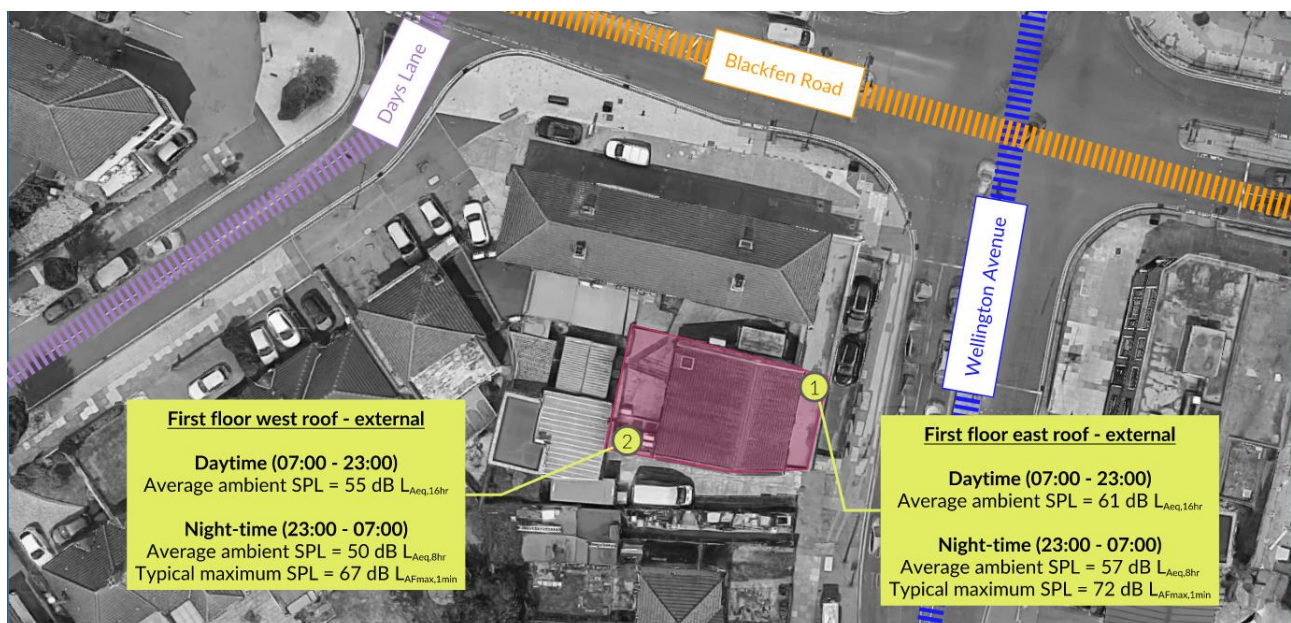 Days Lane
Blackfen Road
Wellington Avenue
First floor west roof - external
Daytime (07:00 - 23:00)
Average ambient SPL = 55 dB LAeq,16hr
Night-time (23:00 - 07:00)
Average ambient SPL = 50 dB LAeq,8hr
Typical maximum SPL = 67 dB LAFmax,1min
2
1
First floor east roof - external
Daytime (07:00 - 23:00)
Average ambient SPL = 61 dB LAeq,16hr
Night-time (23:00 - 07:00)
Average ambient SPL = 57 dB LAeq,8hr
Typical maximum SPL = 72 dB LAFmax,1min